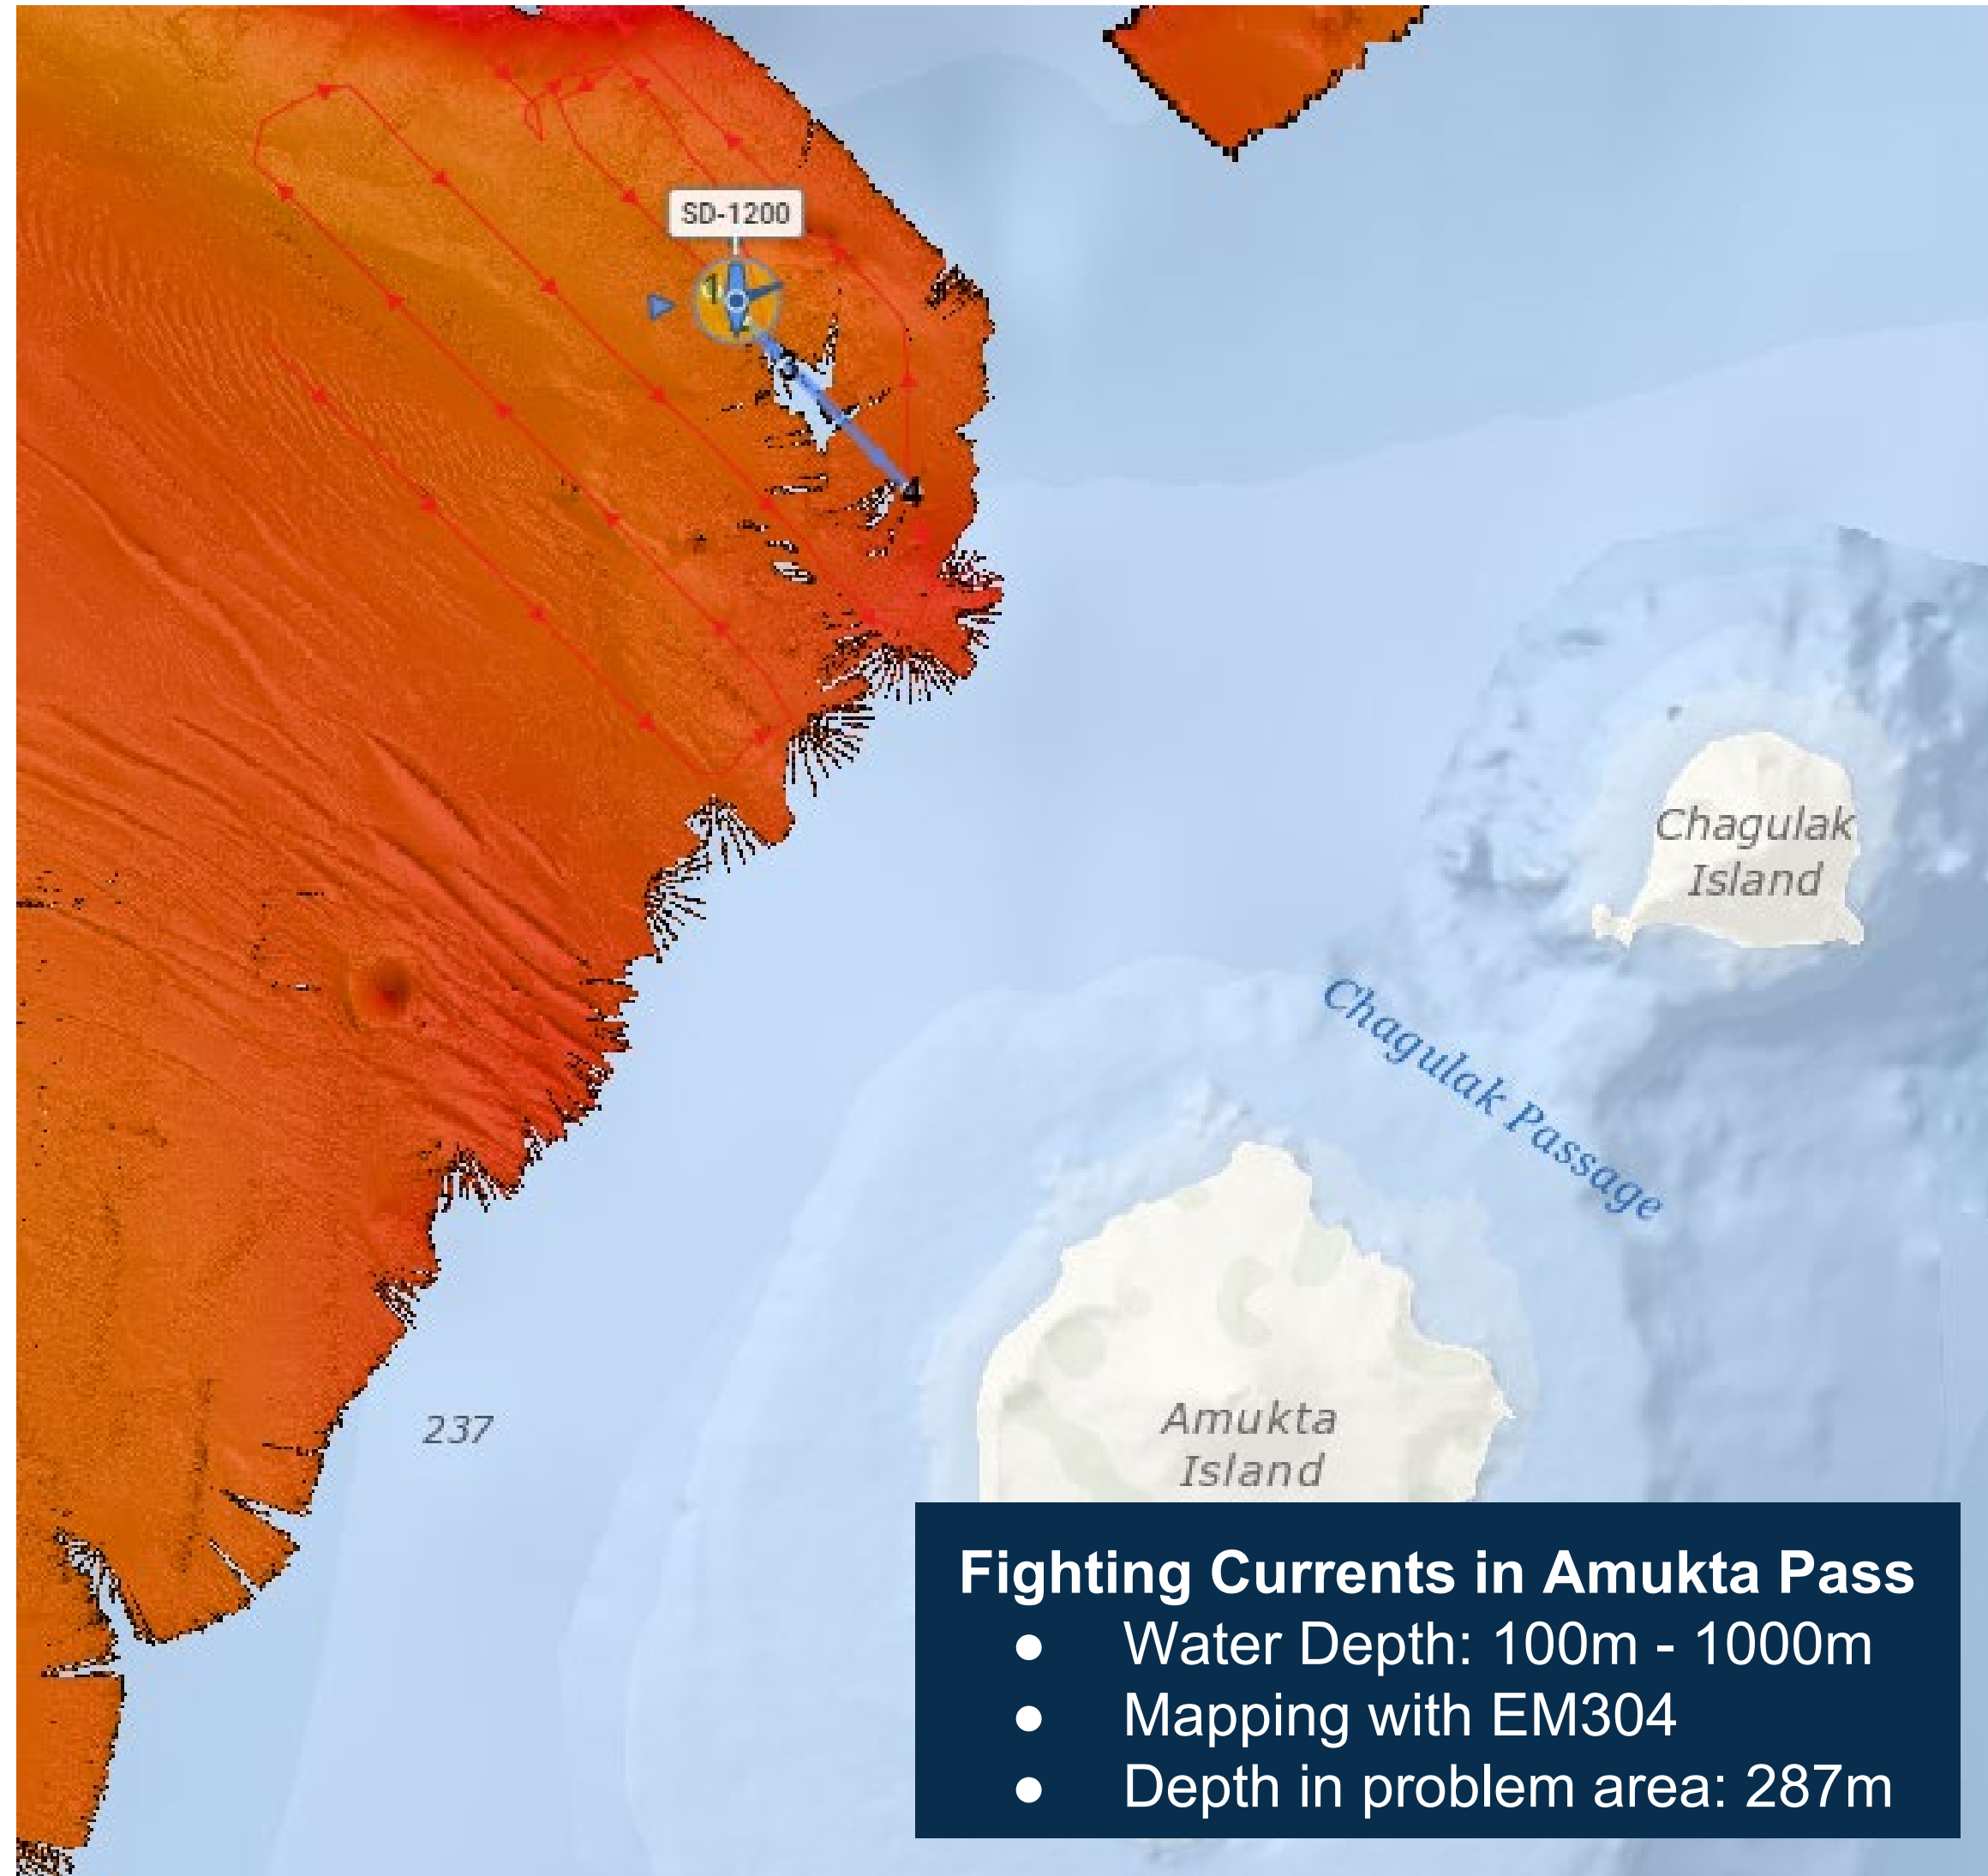 SD-1200
1
3
4
Chagulak
Island
Chagulak Passage
237
Amukta
Island
Fighting Currents in Amukta Pass
● Water Depth: 100m - 1000m
● Mapping with EM304
● Depth in problem area: 287m